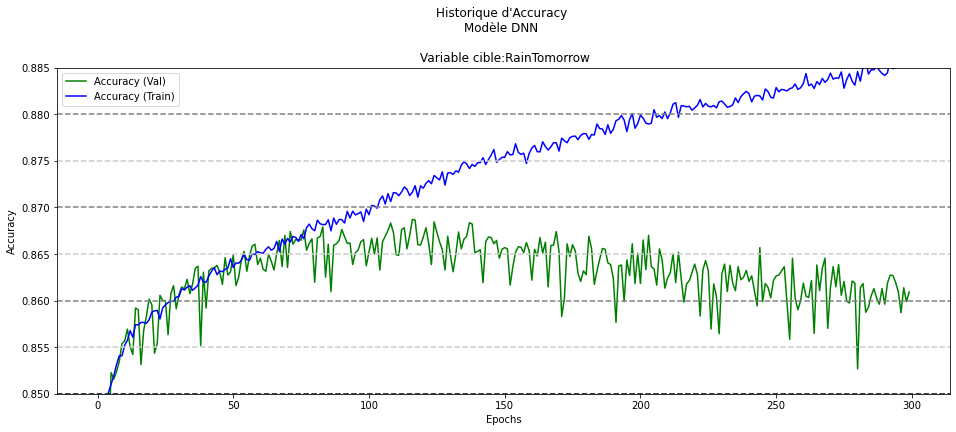 Historique d'Accuracy
Modèle DNN
Variable cible:RainTomorrow
Accuracy (Val)
Accuracy (Train)
0.885
0.880
0.875
0.870
0.865
0.860
0.855
0.850
Accuracy
0 50 100 150 200 250 300
Epochs